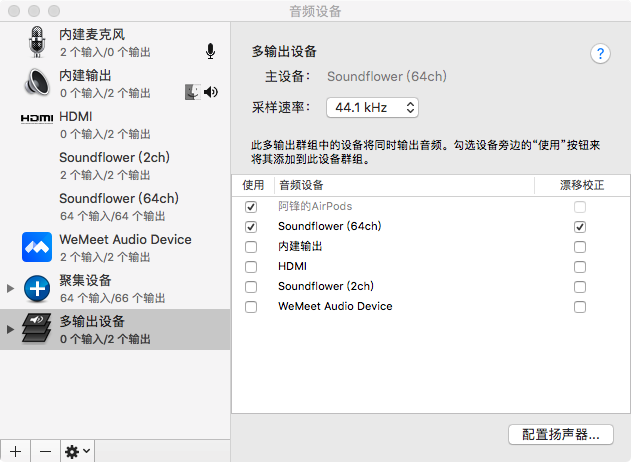 音频设备
内建麦克风
2 个输入/0 个输出
内建输出
0 个输入/2 个输出
HDMI
HDMI
0 个输入/2 个输出
Soundflower (2ch)
2 个输入/2 个输出
Soundflower (64ch)
64 个输入/64 个输出
WeMeet Audio Device
2 个输入/2 个输出
聚集设备
64 个输入/66 个输出
多输出设备
0 个输入/2 个输出
多输出设备
?
主设备： Soundflower (64ch)
采样速率： 44.1 kHz
此多输出群组中的设备将同时输出音频。勾选设备旁边的“使用”按钮来
将其添加到此设备群组。
使用 音频设备 漂移校正
阿锋的AirPods
Soundflower (64ch)
内建输出
HDMI
Soundflower (2ch)
WeMeet Audio Device
配置扬声器...